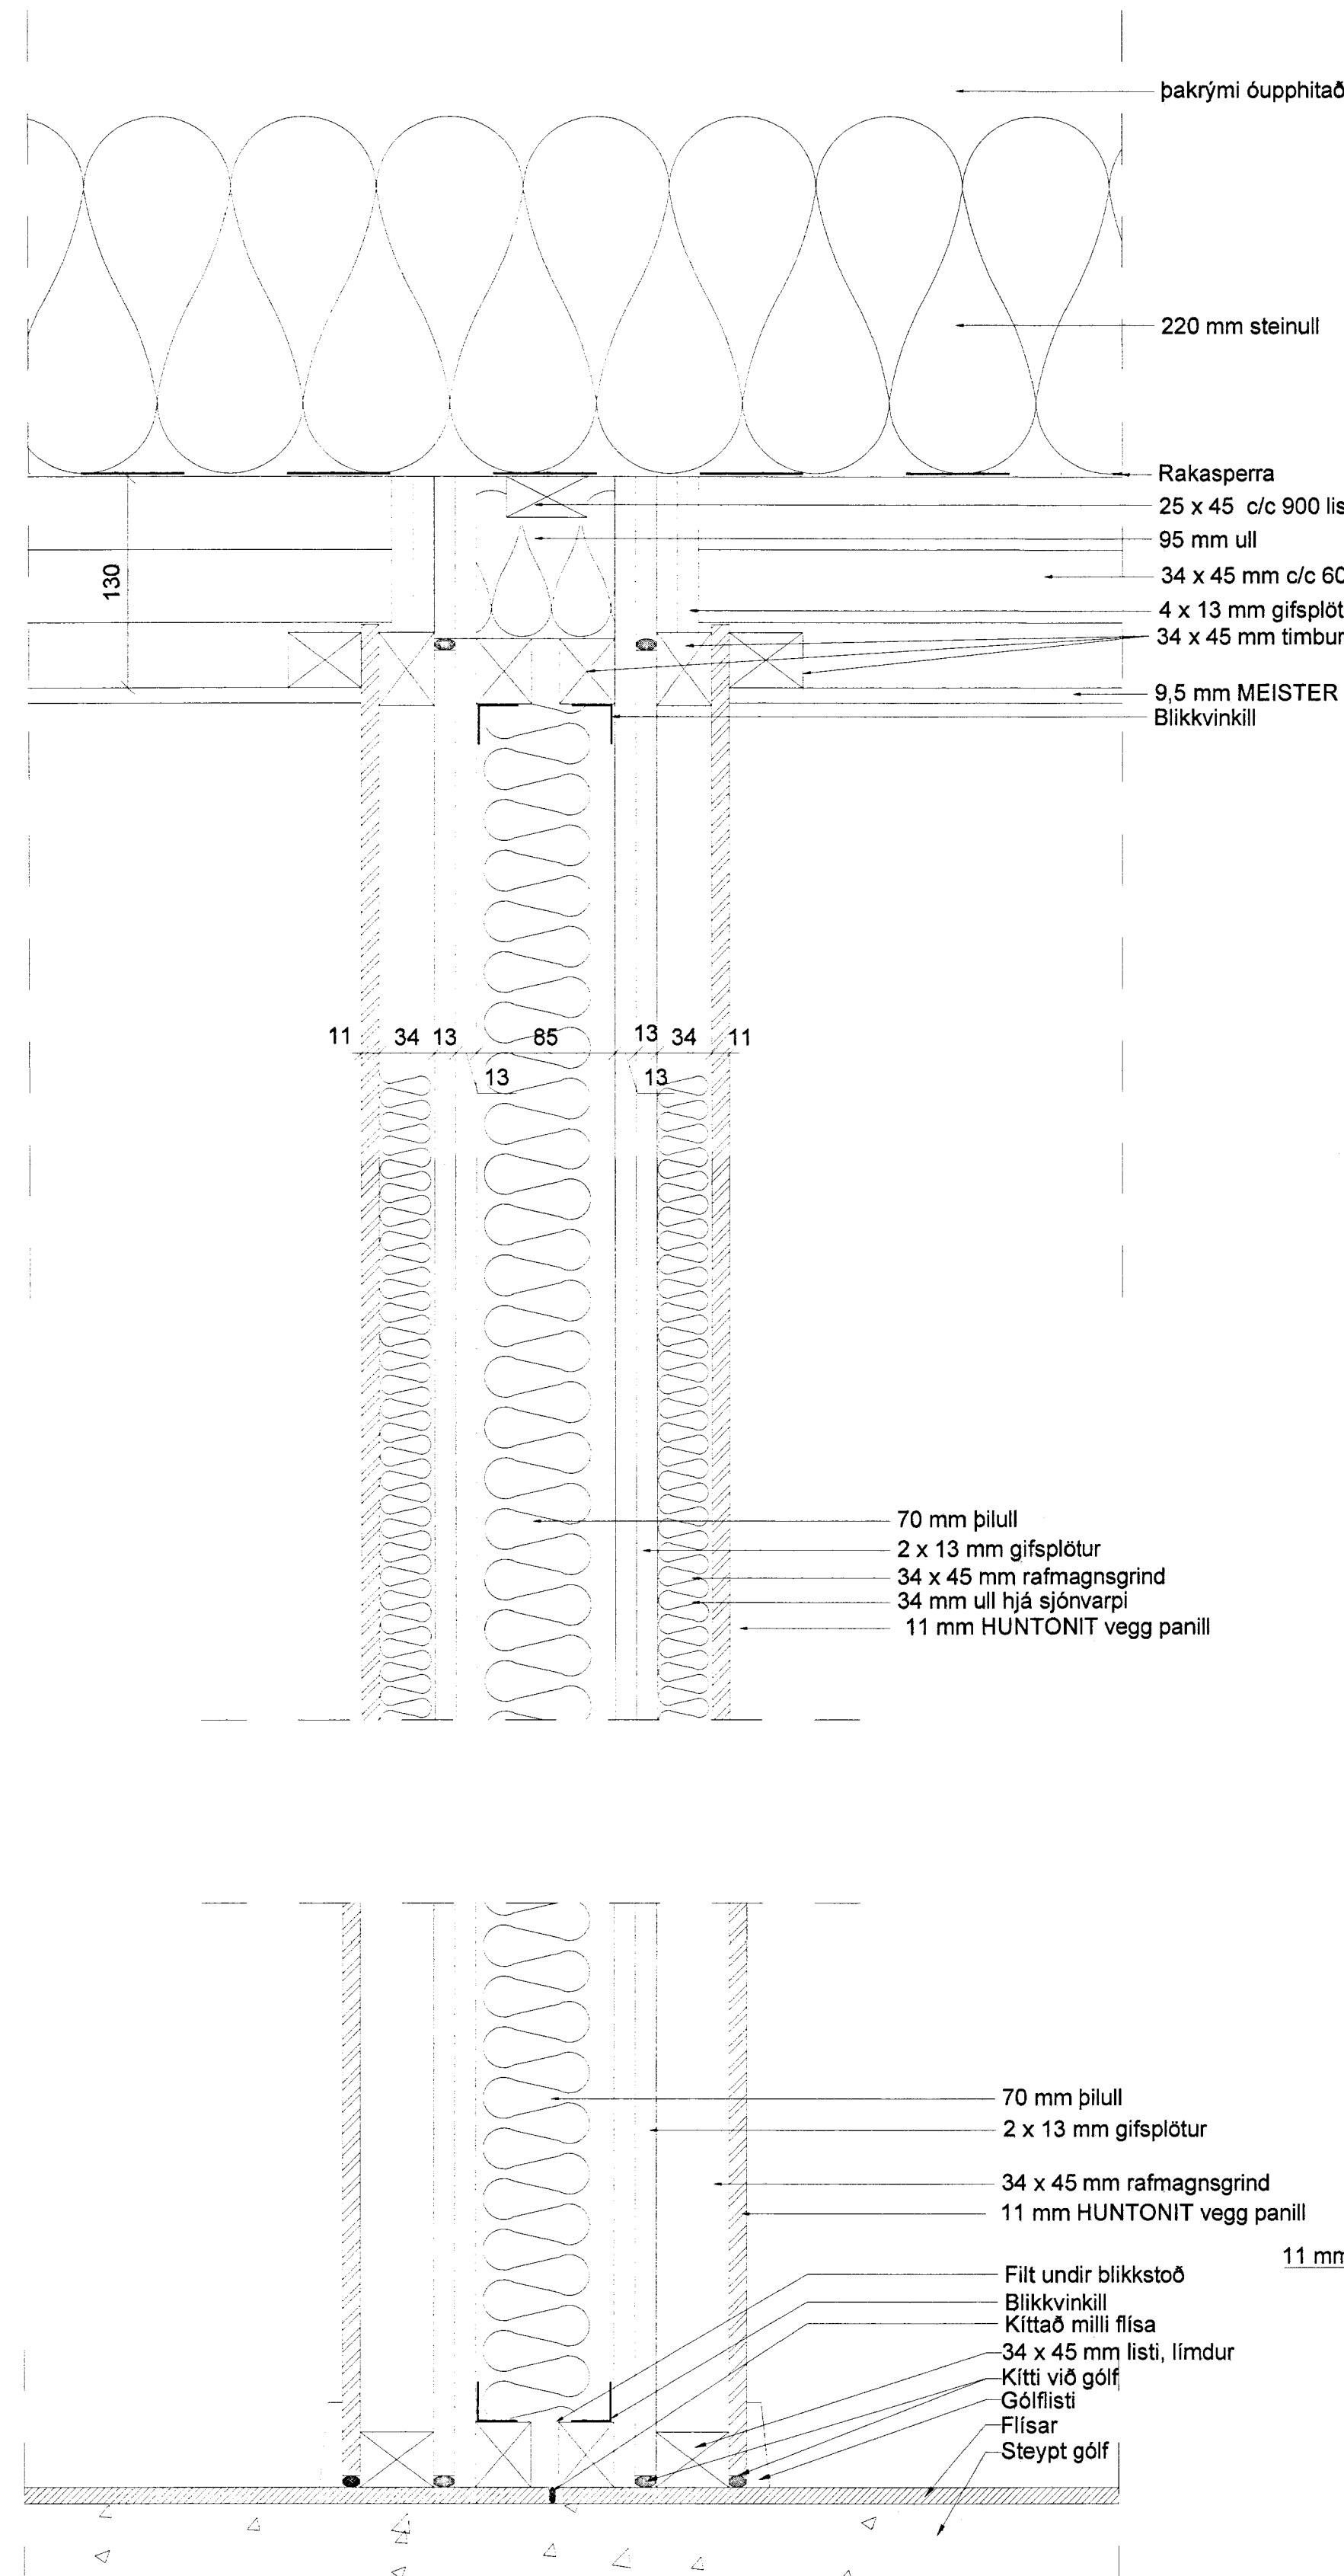 þakrými óupphitað
220 mm steinull
Rakasperra
25 x 45 c/c 900
95 mm ull
34 x 45 mm c/c
4 x 13 mm
34 x 45 mm timbur
9,5 mm MEISTER
Blikkvinkill
130
11 34 13 85 13 34 11
13 13
70 mm þilull
2 x 13 mm gifsplötur
34 x 45 mm rafmagnsgrind
34 mm ull hjá sjónvarpi
11 mm HUNTONIT vegg panill
70 mm þilull
2 x 13 mm gifsplötur
34 x 45 mm rafmagnsgrind
11 mm HUNTONIT vegg panill
11 mm
Filt undir blikkstoð
Blikkvinkill
Kíttað milli flísa
34 x 45 mm listi, límdur
Kítti við gólf
Gólflisti
Flísar
Steypt gólf